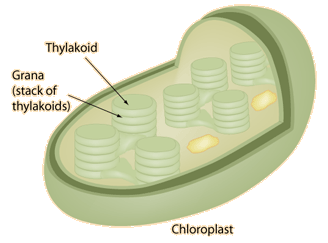 Thylakoid
Grana
(stack of
thylakoids)
Chloroplast